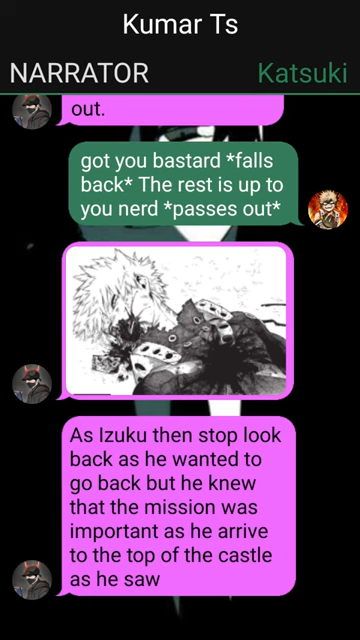 Kumar Ts
NARRATOR
Katsuki
out.
got you bastard *falls
back* The rest is up to
you nerd *passes out*
As Izuku then stop look
back as he wanted to
go back but he knew
that the mission was
important as he arrive
to the top of the castle
as he saw